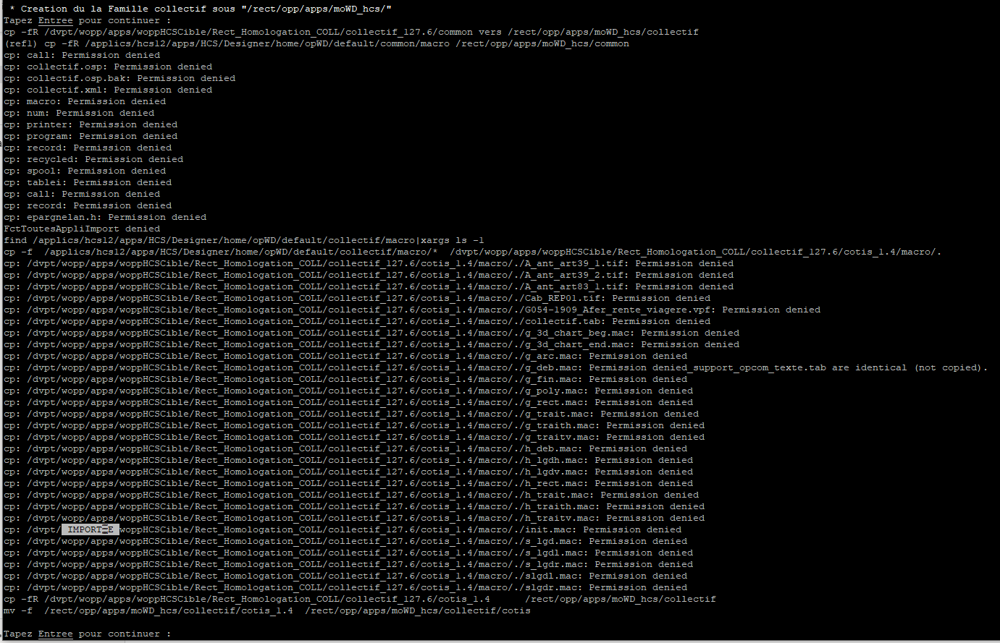 * Creation du la Famille collectif sous "/rect/opp/apps/moWD_hcs/"
Tapez Entree pour continuer :
cp -fR /dvpt/wopp/apps/woppHCSCible/Rect_Homologation_COLL/collectif_127.6/common vers /rect/opp/apps/moWD_hcs/collectif
(ref1) cp -fR /applics/hcs12/apps/HCS/Designer/home/opWD/default/common/macro /rect/opp/apps/moWD_hcs/common
cp: call: Permission denied
cp: collectif.osp: Permission denied
cp: collectif.osp.bak: Permission denied
cp: collectif.xml: Permission denied
cp: macro: Permission denied
cp: num: Permission denied
cp: printer: Permission denied
cp: program: Permission denied
cp: record: Permission denied
cp: recycled: Permission denied
cp: spool: Permission denied
cp: tablei: Permission denied
cp: call: Permission denied
cp: record: Permission denied
cp: epargnelan.h: Permission denied
FctToutesAppliImport denied
find /applics/hcs12/apps/HCS/Designer/home/opWD/default/collectif/macro|xargs ls -l
cp -f  /applics/hcs12/apps/HCS/Designer/home/opWD/default/collectif/macro/*  /dvpt/wopp/apps/woppHCSCible/Rect_Homologation_COLL/collectif_127.6/cotis_1.4/macro/.
cp: /dvpt/wopp/apps/woppHCSCible/Rect_Homologation_COLL/collectif_127.6/cotis_1.4/macro/./A_ant_art39_1.tif: Permission denied
cp: /dvpt/wopp/apps/woppHCSCible/Rect_Homologation_COLL/collectif_127.6/cotis_1.4/macro/./A_ant_art39_2.tif: Permission denied
cp: /dvpt/wopp/apps/woppHCSCible/Rect_Homologation_COLL/collectif_127.6/cotis_1.4/macro/./A_ant_art83_1.tif: Permission denied
cp: /dvpt/wopp/apps/woppHCSCible/Rect_Homologation_COLL/collectif_127.6/cotis_1.4/macro/./Cab_REP01.tif: Permission denied
cp: /dvpt/wopp/apps/woppHCSCible/Rect_Homologation_COLL/collectif_127.6/cotis_1.4/macro/./G054-1909_Afer_rente_viagere.vpf: Permission denied
cp: /dvpt/wopp/apps/woppHCSCible/Rect_Homologation_COLL/collectif_127.6/cotis_1.4/macro/./collectif.tab: Permission denied
cp: /dvpt/wopp/apps/woppHCSCible/Rect_Homologation_COLL/collectif_127.6/cotis_1.4/macro/./g_3d_chart_beg.mac: Permission denied
cp: /dvpt/wopp/apps/woppHCSCible/Rect_Homologation_COLL/collectif_127.6/cotis_1.4/macro/./g_3d_chart_end.mac: Permission denied
cp: /dvpt/wopp/apps/woppHCSCible/Rect_Homologation_COLL/collectif_127.6/cotis_1.4/macro/./g_arc.mac: Permission denied
cp: /dvpt/wopp/apps/woppHCSCible/Rect_Homologation_COLL/collectif_127.6/cotis_1.4/macro/./g_deb.mac: Permission denied_support_opcom_texte.tab are identical (not copied).
cp: /dvpt/wopp/apps/woppHCSCible/Rect_Homologation_COLL/collectif_127.6/cotis_1.4/macro/./g_fin.mac: Permission denied
cp: /dvpt/wopp/apps/woppHCSCible/Rect_Homologation_COLL/collectif_127.6/cotis_1.4/macro/./g_poly.mac: Permission denied
cp: /dvpt/wopp/apps/woppHCSCible/Rect_Homologation_COLL/collectif_127.6/cotis_1.4/macro/./g_rect.mac: Permission denied
cp: /dvpt/wopp/apps/woppHCSCible/Rect_Homologation_COLL/collectif_127.6/cotis_1.4/macro/./g_trait.mac: Permission denied
cp: /dvpt/wopp/apps/woppHCSCible/Rect_Homologation_COLL/collectif_127.6/cotis_1.4/macro/./g_traith.mac: Permission denied
cp: /dvpt/wopp/apps/woppHCSCible/Rect_Homologation_COLL/collectif_127.6/cotis_1.4/macro/./g_traitv.mac: Permission denied
cp: /dvpt/wopp/apps/woppHCSCible/Rect_Homologation_COLL/collectif_127.6/cotis_1.4/macro/./h_deb.mac: Permission denied
cp: /dvpt/wopp/apps/woppHCSCible/Rect_Homologation_COLL/collectif_127.6/cotis_1.4/macro/./h_lgdh.mac: Permission denied
cp: /dvpt/wopp/apps/woppHCSCible/Rect_Homologation_COLL/collectif_127.6/cotis_1.4/macro/./h_lgdv.mac: Permission denied
cp: /dvpt/wopp/apps/woppHCSCible/Rect_Homologation_COLL/collectif_127.6/cotis_1.4/macro/./h_rect.mac: Permission denied
cp: /dvpt/wopp/apps/woppHCSCible/Rect_Homologation_COLL/collectif_127.6/cotis_1.4/macro/./h_trait.mac: Permission denied
cp: /dvpt/wopp/apps/woppHCSCible/Rect_Homologation_COLL/collectif_127.6/cotis_1.4/macro/./h_traith.mac: Permission denied
cp: /dvpt/wopp/apps/woppHCSCible/Rect_Homologation_COLL/collectif_127.6/cotis_1.4/macro/./h_traitv.mac: Permission denied
cp: /dvpt/ IMPORT E woppHCSCible/Rect_Homologation_COLL/collectif_127.6/cotis_1.4/macro/./init.mac: Permission denied
cp: /dvpt/wopp/apps/woppHCSCible/Rect_Homologation_COLL/collectif_127.6/cotis_1.4/macro/./s_lgd.mac: Permission denied
cp: /dvpt/wopp/apps/woppHCSCible/Rect_Homologation_COLL/collectif_127.6/cotis_1.4/macro/./s_lgdl.mac: Permission denied
cp: /dvpt/wopp/apps/woppHCSCible/Rect_Homologation_COLL/collectif_127.6/cotis_1.4/macro/./s_lgdr.mac: Permission denied
cp: /dvpt/wopp/apps/woppHCSCible/Rect_Homologation_COLL/collectif_127.6/cotis_1.4/macro/./slgdl.mac: Permission denied
cp: /dvpt/wopp/apps/woppHCSCible/Rect_Homologation_COLL/collectif_127.6/cotis_1.4/macro/./slgdr.mac: Permission denied
cp -fR /dvpt/wopp/apps/woppHCSCible/Rect_Homologation_COLL/collectif_127.6/cotis_1.4      /rect/opp/apps/moWD_hcs/collectif
mv -f  /rect/opp/apps/moWD_hcs/collectif/cotis_1.4  /rect/opp/apps/moWD_hcs/collectif/cotis
Tapez Entree pour continuer :